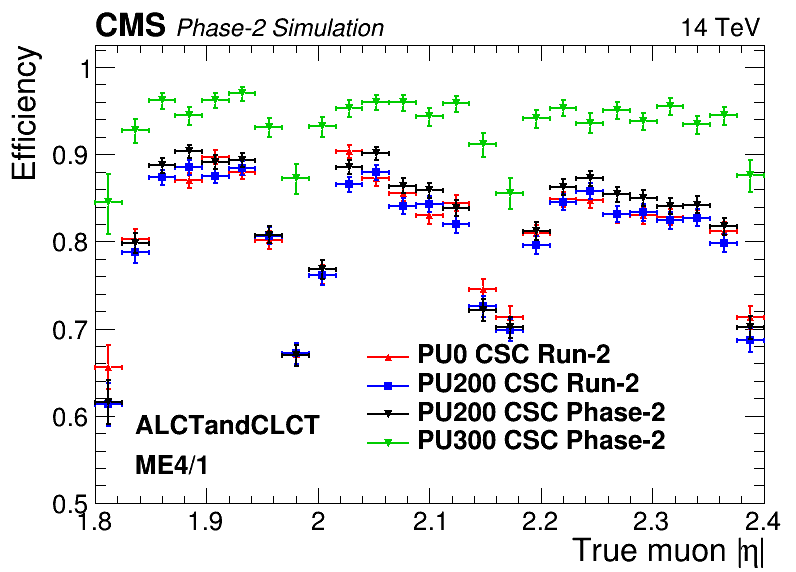 CMS Phase-2 Simulation 14 TeV
Efficiency
1
0.9
0.8
0.7
0.6
0.5
PU0 CSC Run-2
PU200 CSC Run-2
PU200 CSC Phase-2
PU300 CSC Phase-2
ALCTandCLCT
ME4/1
1.8 1.9 2 2.1 2.2 2.3 2.4
True muon |η|